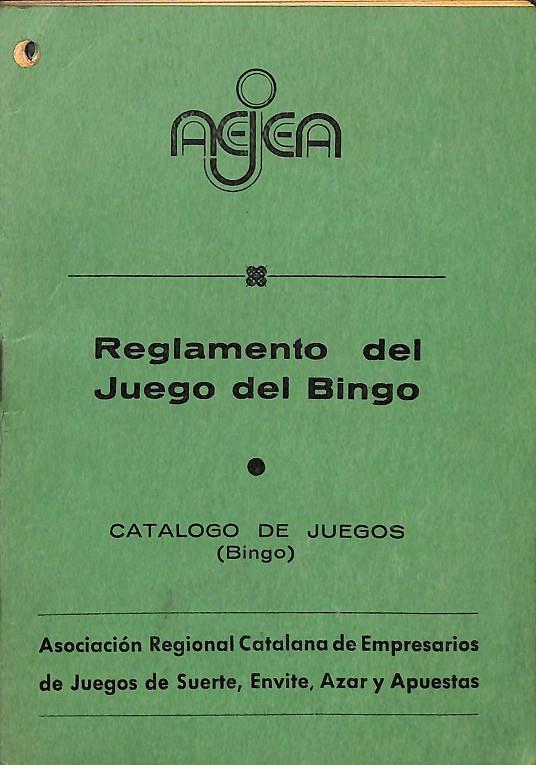 AEJEA
Reglamento del
Juego del Bingo
CATALOGO DE JUEGOS
(Bingo)
Asociación Regional Catalana de Empresarios
de Juegos de Suerte, Envite, Azar y Apuestas